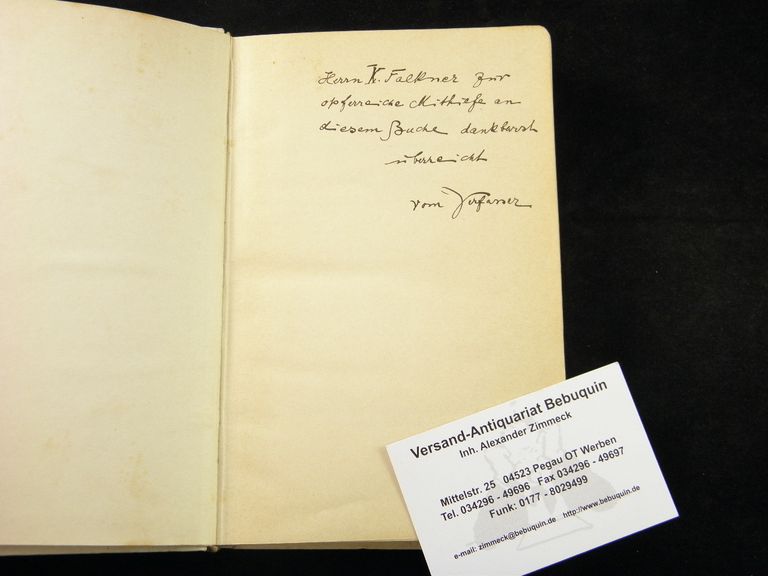 Herrn K. Falkner zur
opferreiche Mithilfe an
diesem Buche dankbarst
überreicht
vom Verfasser
Versand-Antiquariat Bebuquin
Inh. Alexander Zimmeck
Mittelstr. 25 04523 Pegau OT Werben
Tel. 034296 - 49696 Fax 034296 - 49697
Funk: 0177 - 8029499
e-mail: zimmeck@bebuquin.de http://www.bebuquin.de